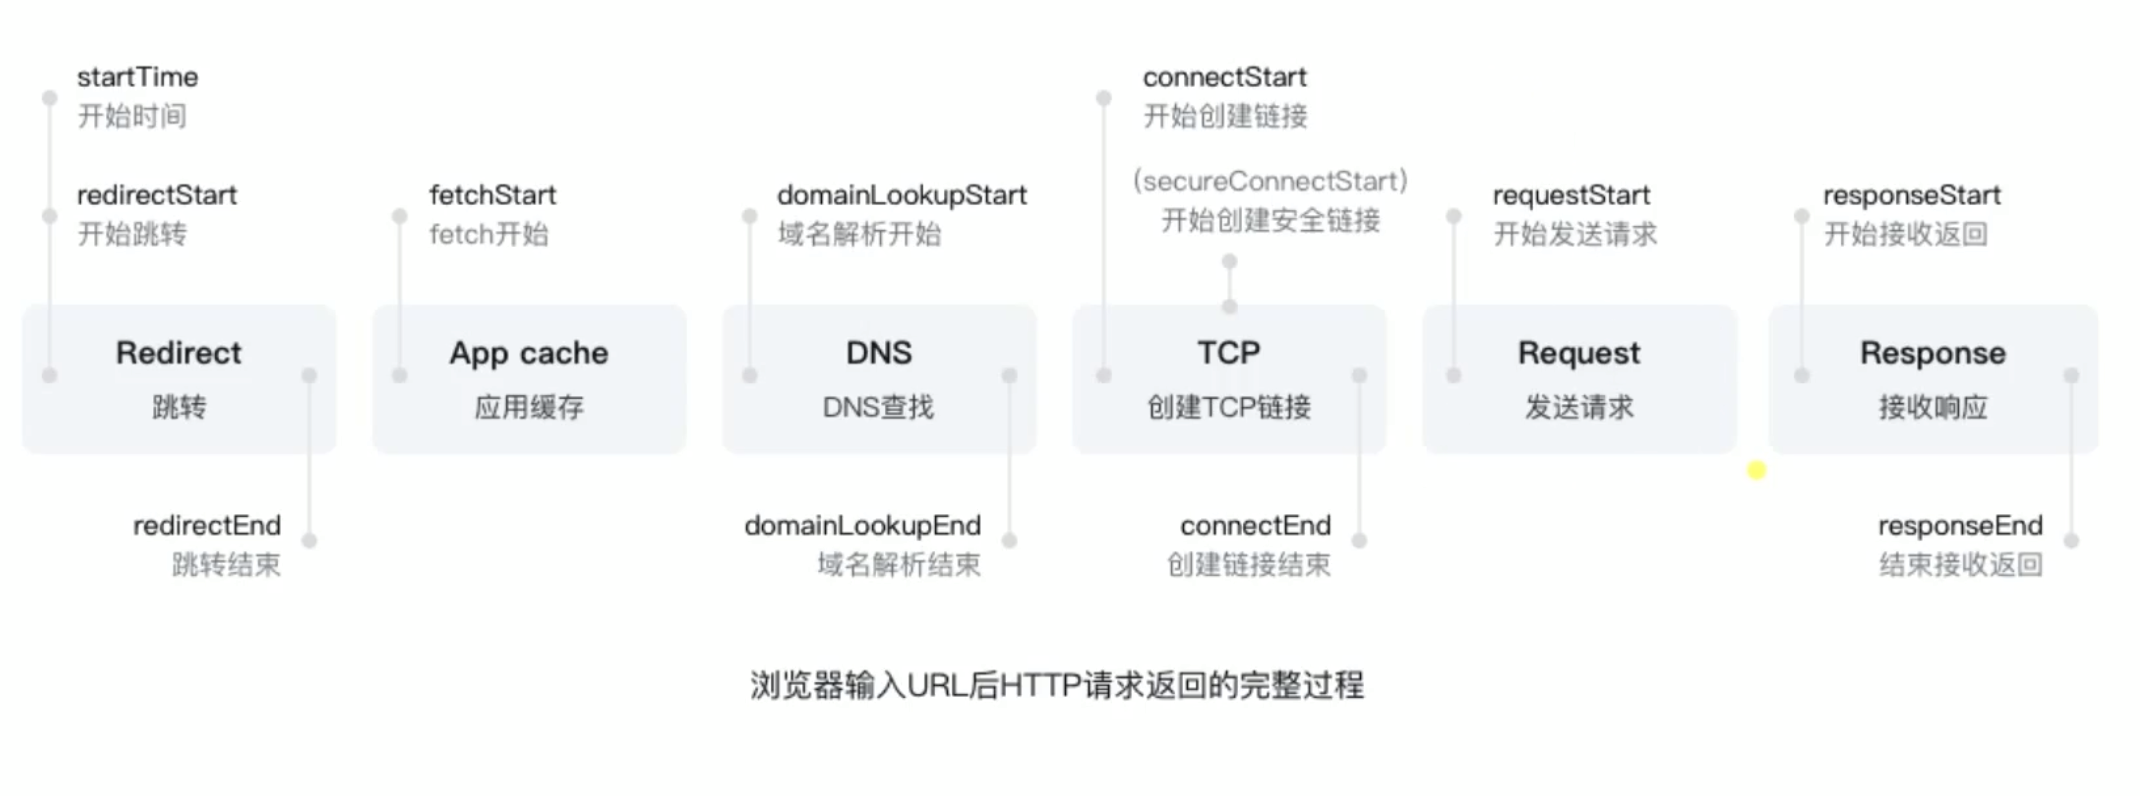 startTime
开始时间
redirectStart
开始跳转
fetchStart
fetch开始
domainLookupStart
域名解析开始
connectStart
开始创建链接
(secureConnectStart)
开始创建安全链接
requestStart
开始发送请求
responseStart
开始接收返回
Redirect
跳转
App cache
应用缓存
DNS
DNS查找
TCP
创建TCP链接
Request
发送请求
Response
接收响应
redirectEnd
跳转结束
domainLookupEnd
域名解析结束
connectEnd
创建链接结束
responseEnd
结束接收返回
浏览器输入URL后HTTP请求返回的完整过程